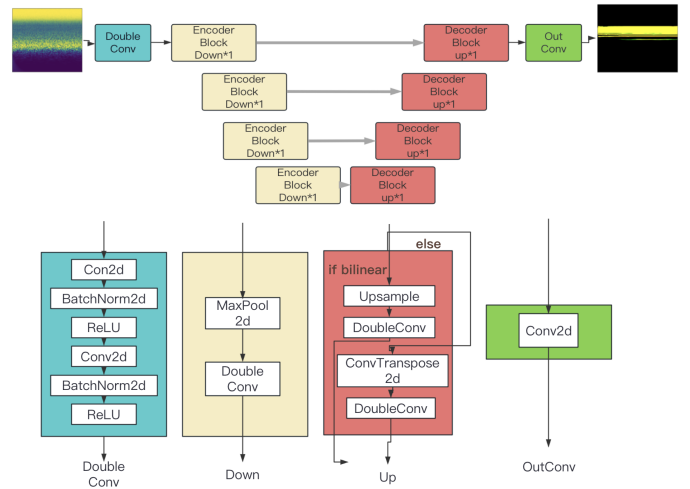 Double
Conv
Encoder
Block
Down*1
Decoder
Block
up*1
Out
Conv
Encoder
Block
Down*1
Decoder
Block
up*1
Encoder
Block
Down*1
Decoder
Block
up*1
Encoder
Block
Down*1
Decoder
Block
up*1
Con2d
BatchNorm2d
ReLU
Conv2d
BatchNorm2d
ReLU
Double
Conv
MaxPool
2d
Double
Conv
Down
else
if bilinear
Upsample
DoubleConv
ConvTranspose
2d
DoubleConv
Up
Conv2d
OutConv